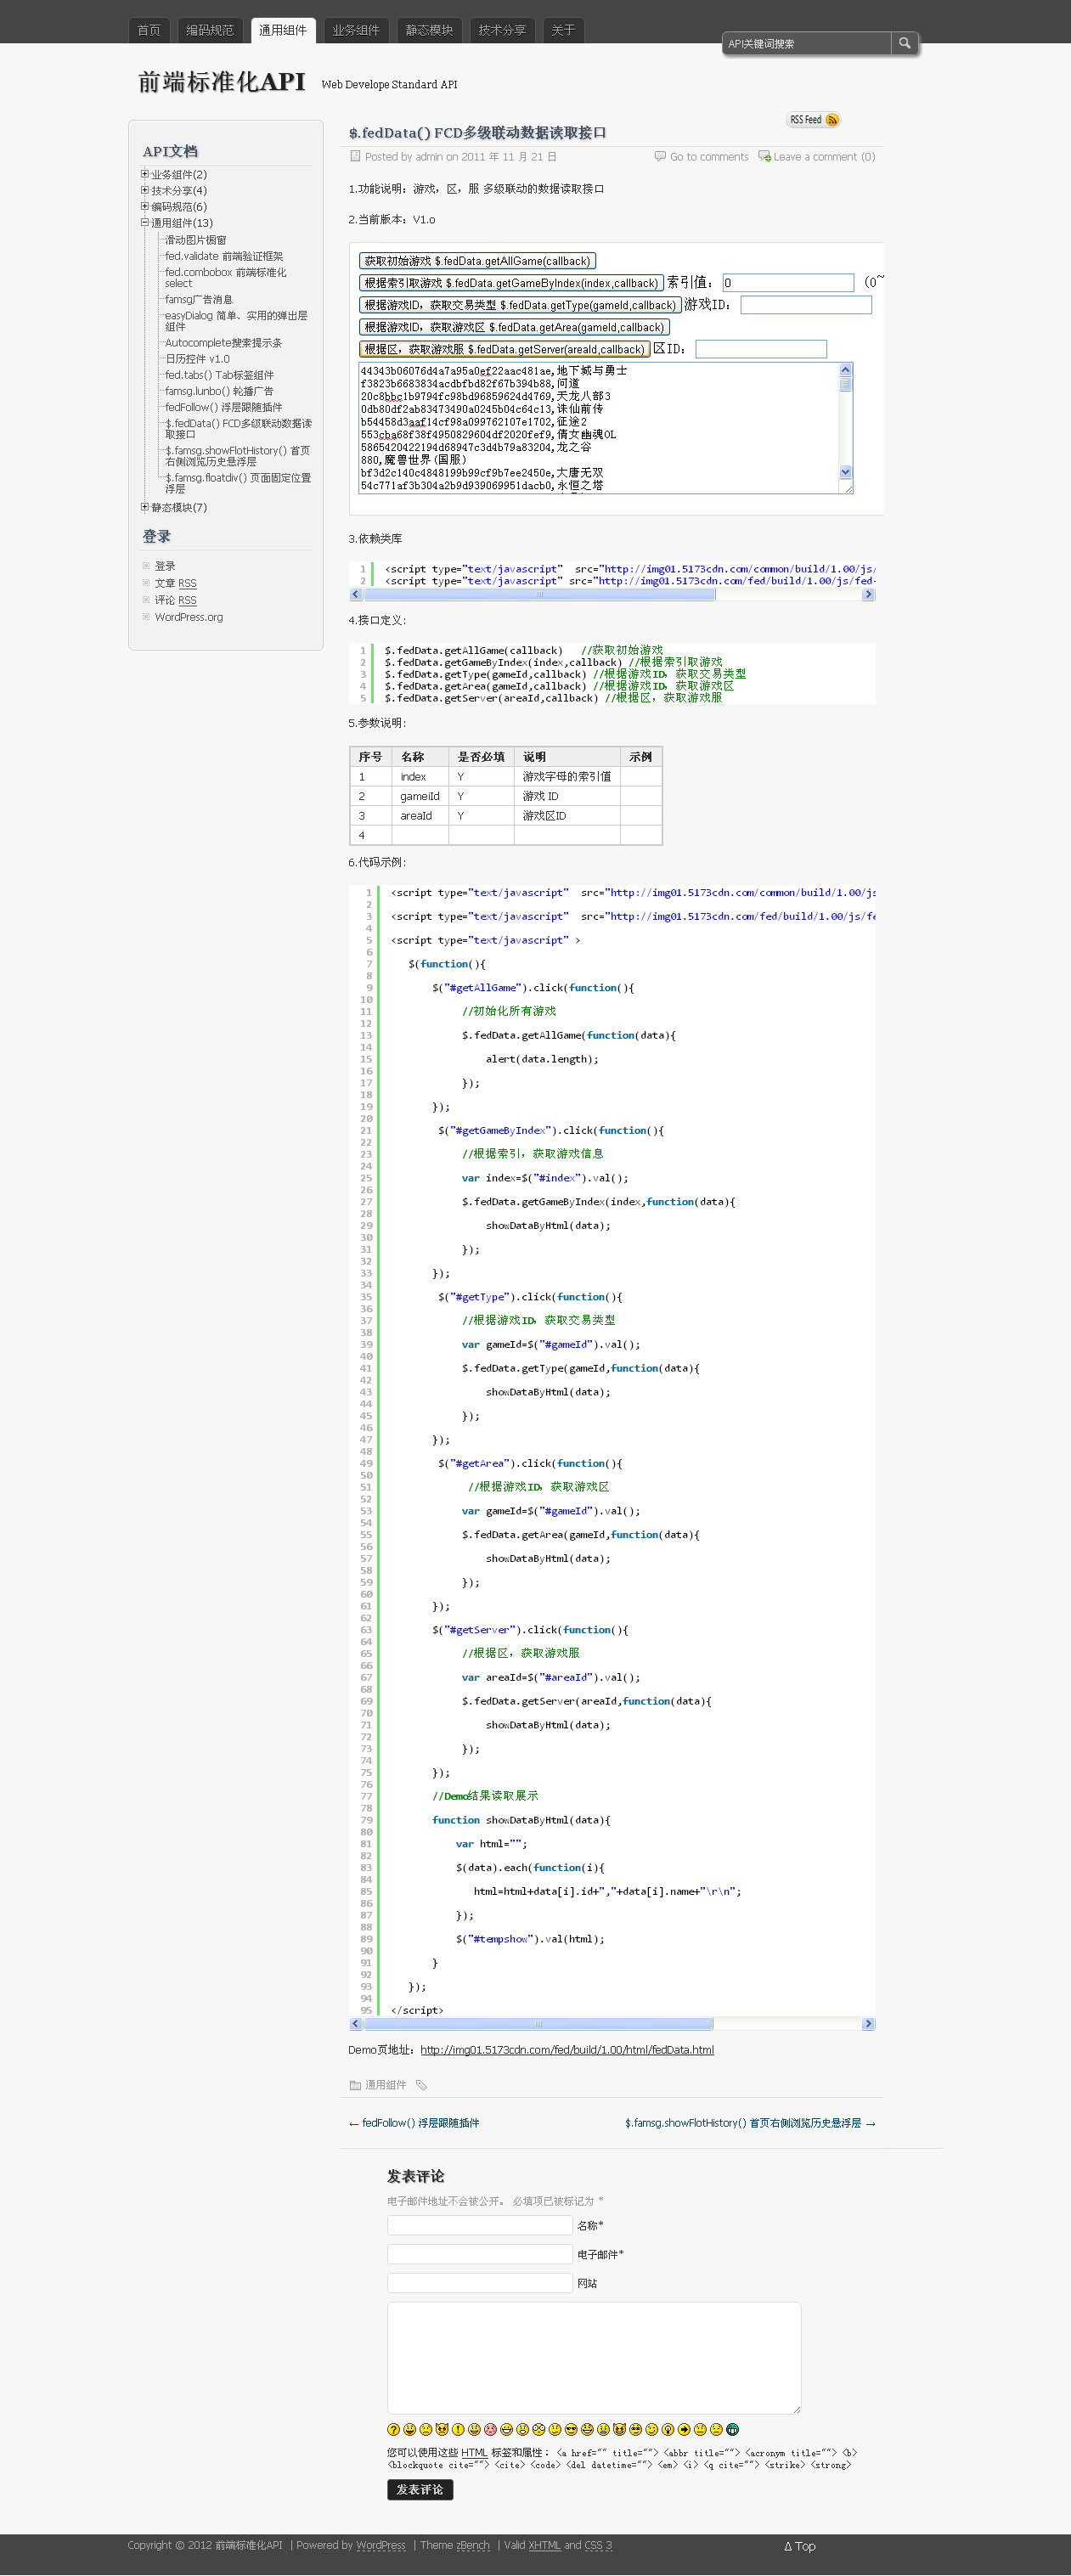 首页 编码规范 通用组件 业务组件 静态模块 技术分享 关于
API关键词搜索
前端标准化API Web Develope Standard API
RSS Feed
API文档
业务组件(2)
技术分享(4)
编码规范(6)
通用组件(13)
滑动图片橱窗
fed.validate 前端验证框架
fed.combobox 前端标准化
select
famsg广告消息
easyDialog 简单、实用的弹出层
组件
Autocomplete搜索提示条
日历控件 v1.0
fed.tabs() Tab标签组件
famsg.lunbo() 轮播广告
fedFollow() 浮层跟随插件
$.fedData() FCD多级联动数据读
取接口
$.famsg.showFlotHistory() 首页
右侧浏览历史悬浮层
$.famsg.floatdiv() 页面固定位置
浮层
静态模块(7)
登录
登录
文章 RSS
评论 RSS
WordPress.org
$.fedData() FCD多级联动数据读取接口
Posted by admin on 2011 年 11 月 21 日 Go to comments Leave a comment (0)
1.功能说明：游戏，区，服 多级联动的数据读取接口
2.当前版本：V1.0
获取初始游戏 $.fedData.getAllGame(callback)
根据索引取游戏 $.fedData.getGameByIndex(index,callback) 索引值： 0 (0~
根据游戏ID，获取交易类型 $.fedData.getType(gameId,callback) 游戏ID：
根据游戏ID，获取游戏区 $.fedData.getArea(gameId,callback)
根据区，获取游戏服 $.fedData.getServer(areaId,callback) 区ID：
44343b06076d4a7a95a0ef22aac481ae,地下城与勇士
f3823b6683834acdbfbd82f67b394b88,问道
20c8bbc1b9794fc98bd96859624d4769,天龙八部3
0db80df2ab83473490a0245b04c64c13,诛仙前传
b54458d3aaf14cf98a099762107e1702,征途2
553cba68f38f4950829604df2020fef9,倩女幽魂OL
5865420422194d68947c3d4b79a83204,龙之谷
880,魔兽世界(国服)
bf3d2c140c4848199b99cf9b7ee2450e,大唐无双
54c771af3b304a2b9d939069951dacb0,永恒之塔
3.依赖类库
1 <script type="text/javascript"  src="http://img01.5173cdn.com/common/build/1.00/js/
2 <script type="text/javascript" src="http://img01.5173cdn.com/fed/build/1.00/js/fed-
4.接口定义：
1 $.fedData.getAllGame(callback)   //获取初始游戏
2 $.fedData.getGameByIndex(index,callback) //根据索引取游戏
3 $.fedData.getType(gameId,callback) //根据游戏ID，获取交易类型
4 $.fedData.getArea(gameId,callback) //根据游戏ID，获取游戏区
5 $.fedData.getServer(areaId,callback) //根据区，获取游戏服
5.参数说明：
序号 名称 是否必填 说明 示例
1 index Y 游戏字母的索引值
2 gameiId Y 游戏 ID
3 areaId Y 游戏区ID
4
6.代码示例：
1 <script type="text/javascript"  src="http://img01.5173cdn.com/common/build/1.00/js
2
3 <script type="text/javascript"  src="http://img01.5173cdn.com/fed/build/1.00/js/fe
4
5 <script type="text/javascript" >
6
7 $(function(){
8
9 $("#getAllGame").click(function(){
10
11 //初始化所有游戏
12
13 $.fedData.getAllGame(function(data){
14
15 alert(data.length);
16
17 });
18
19 });
20
21 $("#getGameByIndex").click(function(){
22
23 //根据索引，获取游戏信息
24
25 var index=$("#index").val();
26
27 $.fedData.getGameByIndex(index,function(data){
28
29 showDataByHtml(data);
30
31 });
32
33 });
34
35 $("#getType").click(function(){
36
37 //根据游戏ID，获取交易类型
38
39 var gameId=$("#gameId").val();
40
41 $.fedData.getType(gameId,function(data){
42
43 showDataByHtml(data);
44
45 });
46
47 });
48
49 $("#getArea").click(function(){
50
51 //根据游戏ID，获取游戏区
52
53 var gameId=$("#gameId").val();
54
55 $.fedData.getArea(gameId,function(data){
56
57 showDataByHtml(data);
58
59 });
60
61 });
62
63 $("#getServer").click(function(){
64
65 //根据区，获取游戏服
66
67 var areaId=$("#areaId").val();
68
69 $.fedData.getServer(areaId,function(data){
70
71 showDataByHtml(data);
72
73 });
74
75 });
76
77 //Demo结果读取展示
78
79 function showDataByHtml(data){
80
81 var html="";
82
83 $(data).each(function(i){
84
85 html=html+data[i].id+","+data[i].name+"\r\n";
86
87 });
88
89 $("#tempshow").val(html);
90
91 }
92
93 });
94
95 </script>
Demo页地址：http://img01.5173cdn.com/fed/build/1.00/html/fedData.html
通用组件
← fedFollow() 浮层跟随插件 $.famsg.showFlotHistory() 首页右侧浏览历史悬浮层 →
发表评论
电子邮件地址不会被公开。 必填项已被标记为 *
名称*
电子邮件*
网站
您可以使用这些 HTML 标签和属性： <a href="" title=""> <abbr title=""> <acronym title=""> <b>
<blockquote cite=""> <cite> <code> <del datetime=""> <em> <i> <q cite=""> <strike> <strong>
发表评论
Copyright © 2012 前端标准化API | Powered by WordPress | Theme zBench | Valid XHTML and CSS 3 Δ Top